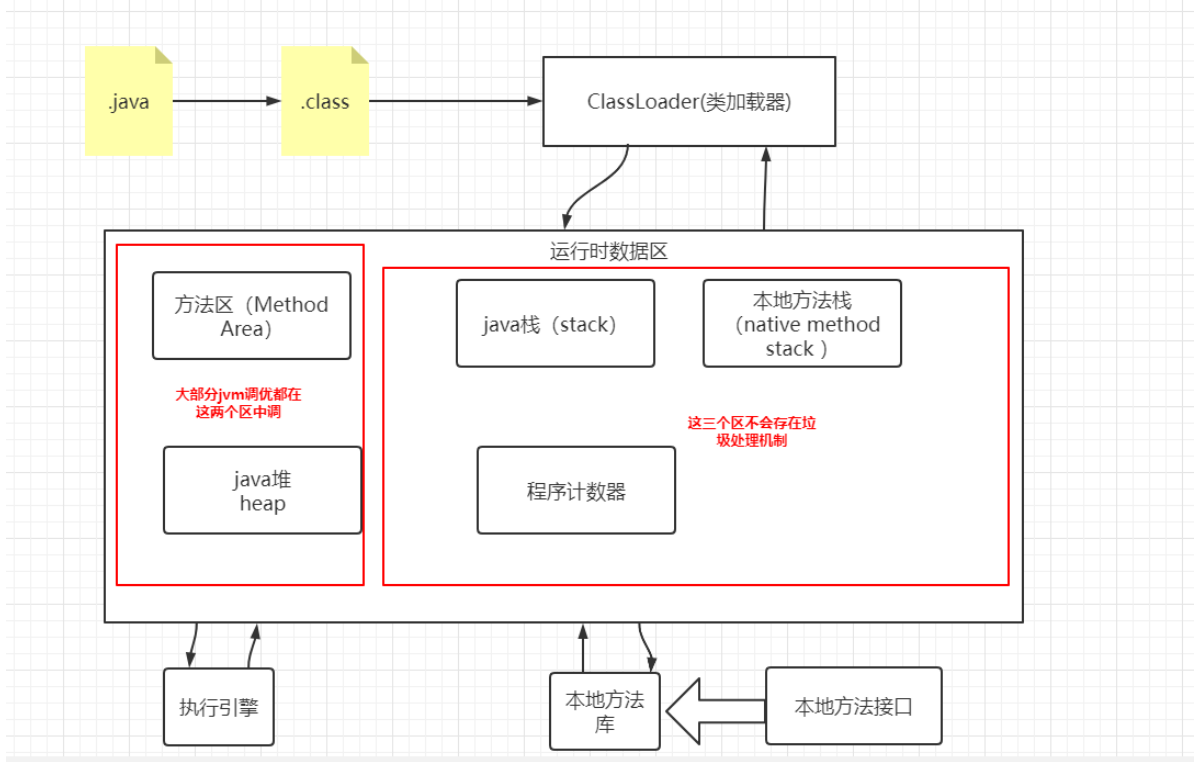 .java
.class
ClassLoader(类加载器)
运行时数据区
方法区（Method
Area）
大部分jvm调优都在
这两个区中调
java堆
heap
java栈（stack）
本地方法栈
（native method
stack ）
这三个区不会存在垃
圾处理机制
程序计数器
执行引擎
本地方法
库
本地方法接口